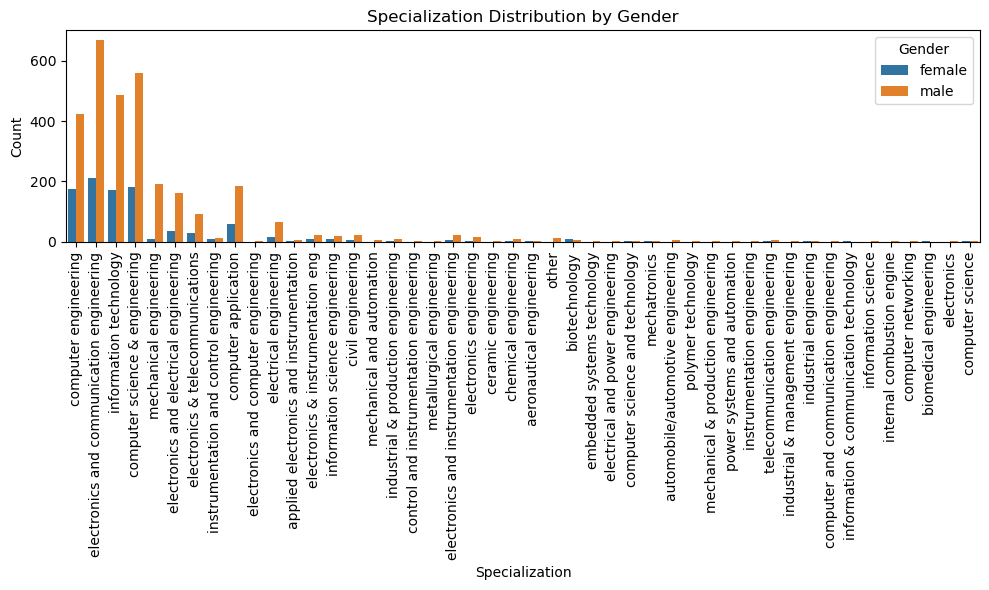 Specialization Distribution by Gender
Gender
female
male
Count
600
400
200
0
computer engineering
electronics and communication engineering
information technology
computer science & engineering
mechanical engineering
electronics and electrical engineering
electronics & telecommunications
instrumentation and control engineering
computer application
electronics and computer engineering
electrical engineering
applied electronics and instrumentation
electronics & instrumentation eng
information science engineering
civil engineering
mechanical and automation
industrial & production engineering
control and instrumentation engineering
metallurgical engineering
electronics and instrumentation engineering
electronics engineering
ceramic engineering
chemical engineering
aeronautical engineering
other
biotechnology
embedded systems technology
electrical and power engineering
computer science and technology
mechatronics
automobile/automotive engineering
polymer technology
mechanical & production engineering
power systems and automation
instrumentation engineering
telecommunication engineering
industrial & management engineering
industrial engineering
computer and communication engineering
information & communication technology
information science
internal combustion engine
computer networking
biomedical engineering
electronics
computer science
Specialization